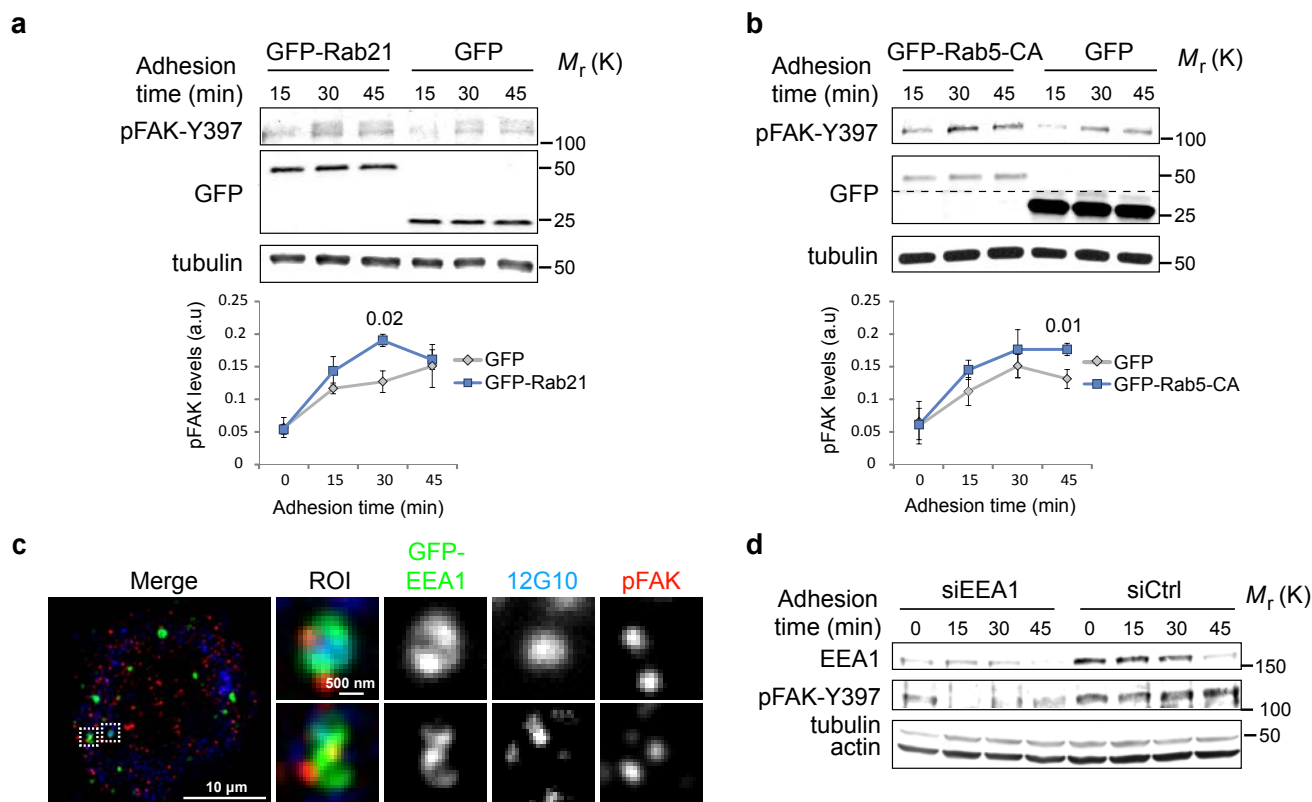 a
GFP-Rab21 GFP
Adhesion time (min) 15 30 45 15 30 45 Mr (K)
pFAK-Y397
100
GFP
50
25
tubulin
50
0.25
0.2
0.15
0.1
0.05
0
pFAK levels (a.u)
0.02
GFP
GFP-Rab21
0 15 30 45
Adhesion time (min)
b
GFP-Rab5-CA GFP
Adhesion time (min) 15 30 45 15 30 45 Mr (K)
pFAK-Y397
100
GFP
50
25
tubulin
50
0.25
0.2
0.15
0.1
0.05
0
pFAK levels (a.u)
0.01
GFP
GFP-Rab5-CA
0 15 30 45
Adhesion time (min)
c
Merge ROI GFP-EEA1 12G10 pFAK
500 nm
10 μm
d
siEEA1 siCtrl
Adhesion time (min) 0 15 30 45 0 15 30 45 Mr (K)
EEA1
150
pFAK-Y397
100
tubulin
50
actin